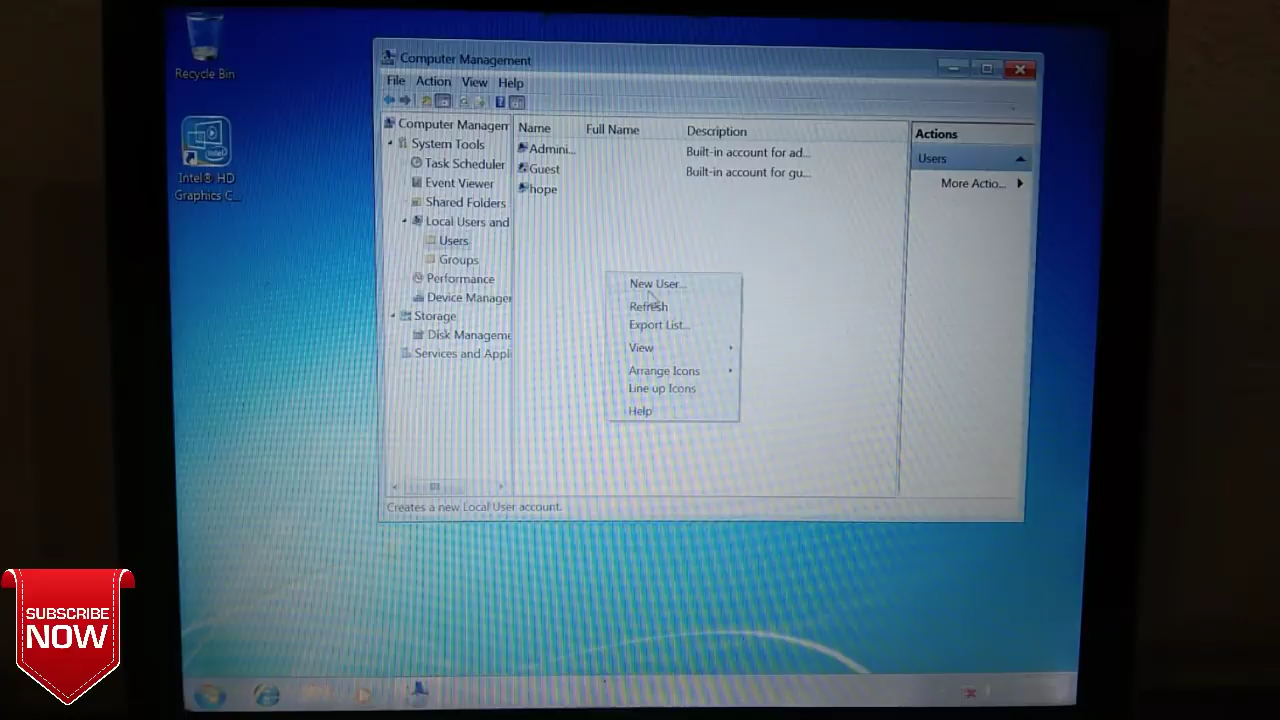 Recycle Bin
Intel® HD
Graphics C...
Computer Management
File Action View Help
Computer Managem
System Tools
Task Scheduler
Event Viewer
Shared Folders
Local Users and
Users
Groups
Performance
Device Manager
Storage
Disk Manageme
Services and Appli
Name Full Name Description
Admini... Built-in account for ad...
Guest Built-in account for gu...
hope
New User...
Refresh
Export List...
View
Arrange Icons
Line up Icons
Help
Actions
Users
More Actio...
Creates a new Local User account.
SUBSCRIBE
NOW